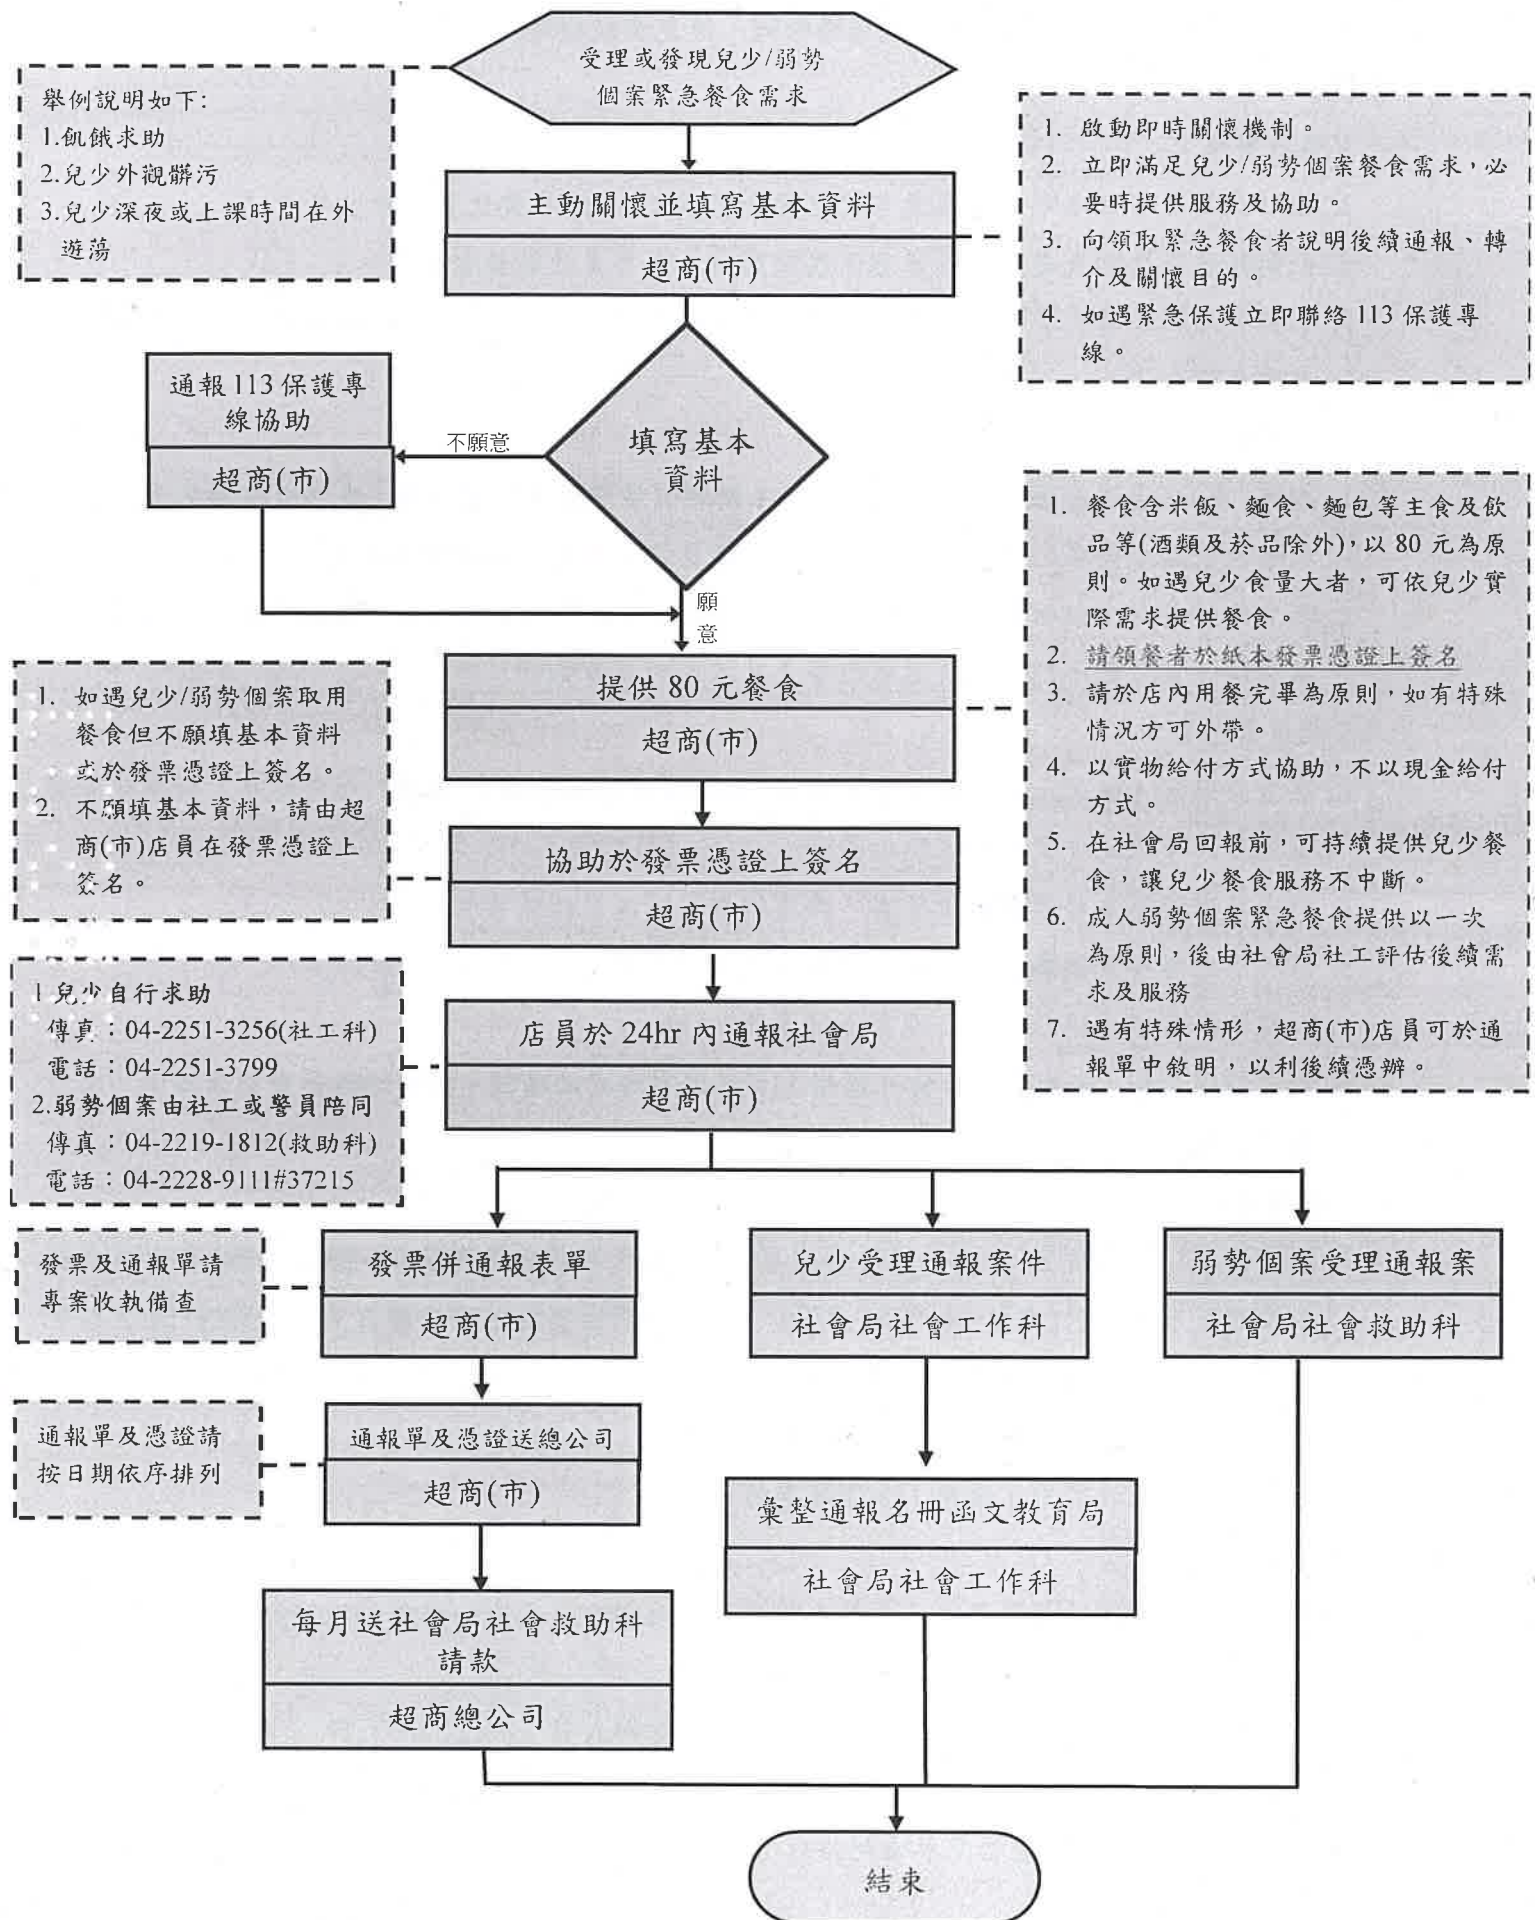 受理或發現兒少/弱勢
個案緊急餐食需求
舉例說明如下:
1.飢餓求助
2.兒少外觀髒污
3.兒少深夜或上課時間在外
遊蕩
主動關懷並填寫基本資料
超商(市)
1. 啟動即時關懷機制。
2. 立即滿足兒少/弱勢個案餐食需求，必
要時提供服務及協助。
3. 向領取緊急餐食者說明後續通報、轉
介及關懷目的。
4. 如遇緊急保護立即聯絡 113 保護專
線。
通報 113 保護專
線協助
超商(市)
不願意
填寫基本
資料
願
意
提供 80 元餐食
超商(市)
1. 餐食含米飯、麵食、麵包等主食及飲
品等(酒類及菸品除外)，以 80 元為原
則。如遇兒少食量大者，可依兒少實
際需求提供餐食。
2. 請領餐者於紙本發票憑證上簽名
3. 請於店內用餐完畢為原則，如有特殊
情況方可外帶。
4. 以實物給付方式協助，不以現金給付
方式。
5. 在社會局回報前，可持續提供兒少餐
食，讓兒少餐食服務不中斷。
6. 成人弱勢個案緊急餐食提供以一次
為原則，後由社會局社工評估後續需
求及服務
7. 遇有特殊情形，超商(市)店員可於通
報單中敘明，以利後續憑辦。
1. 如遇兒少/弱勢個案取用
餐食但不願填基本資料
或於發票憑證上簽名。
2. 不願填基本資料，請由超
商(市)店員在發票憑證上
簽名。
協助於發票憑證上簽名
超商(市)
1 兒少自行求助
傳真：04-2251-3256(社工科)
電話：04-2251-3799
2.弱勢個案由社工或警員陪同
傳真：04-2219-1812(救助科)
電話：04-2228-9111#37215
店員於 24hr 內通報社會局
超商(市)
發票及通報單請
專案收執備查
發票併通報表單
超商(市)
兒少受理通報案件
社會局社會工作科
弱勢個案受理通報案
社會局社會救助科
通報單及憑證請
按日期依序排列
通報單及憑證送總公司
超商(市)
彙整通報名冊函文教育局
社會局社會工作科
每月送社會局社會救助科
請款
超商總公司
結束